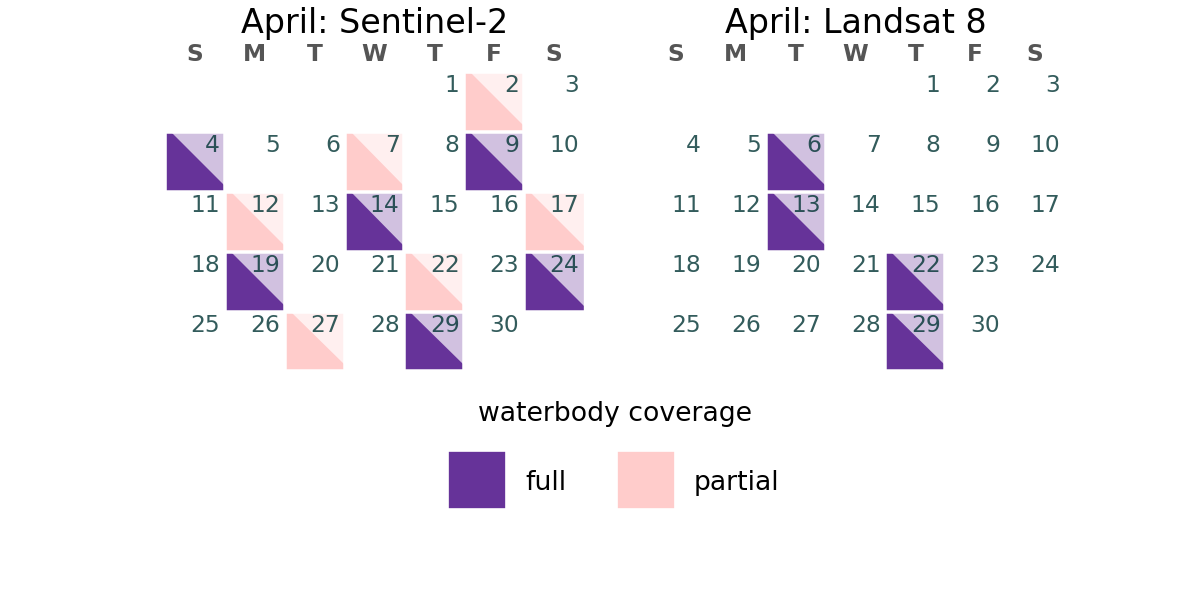 April: Sentinel-2
S M T W T F S
1 2 3
4 5 6 7 8 9 10
11 12 13 14 15 16 17
18 19 20 21 22 23 24
25 26 27 28 29 30
April: Landsat 8
S M T W T F S
1 2 3
4 5 6 7 8 9 10
11 12 13 14 15 16 17
18 19 20 21 22 23 24
25 26 27 28 29 30
waterbody coverage
full
partial